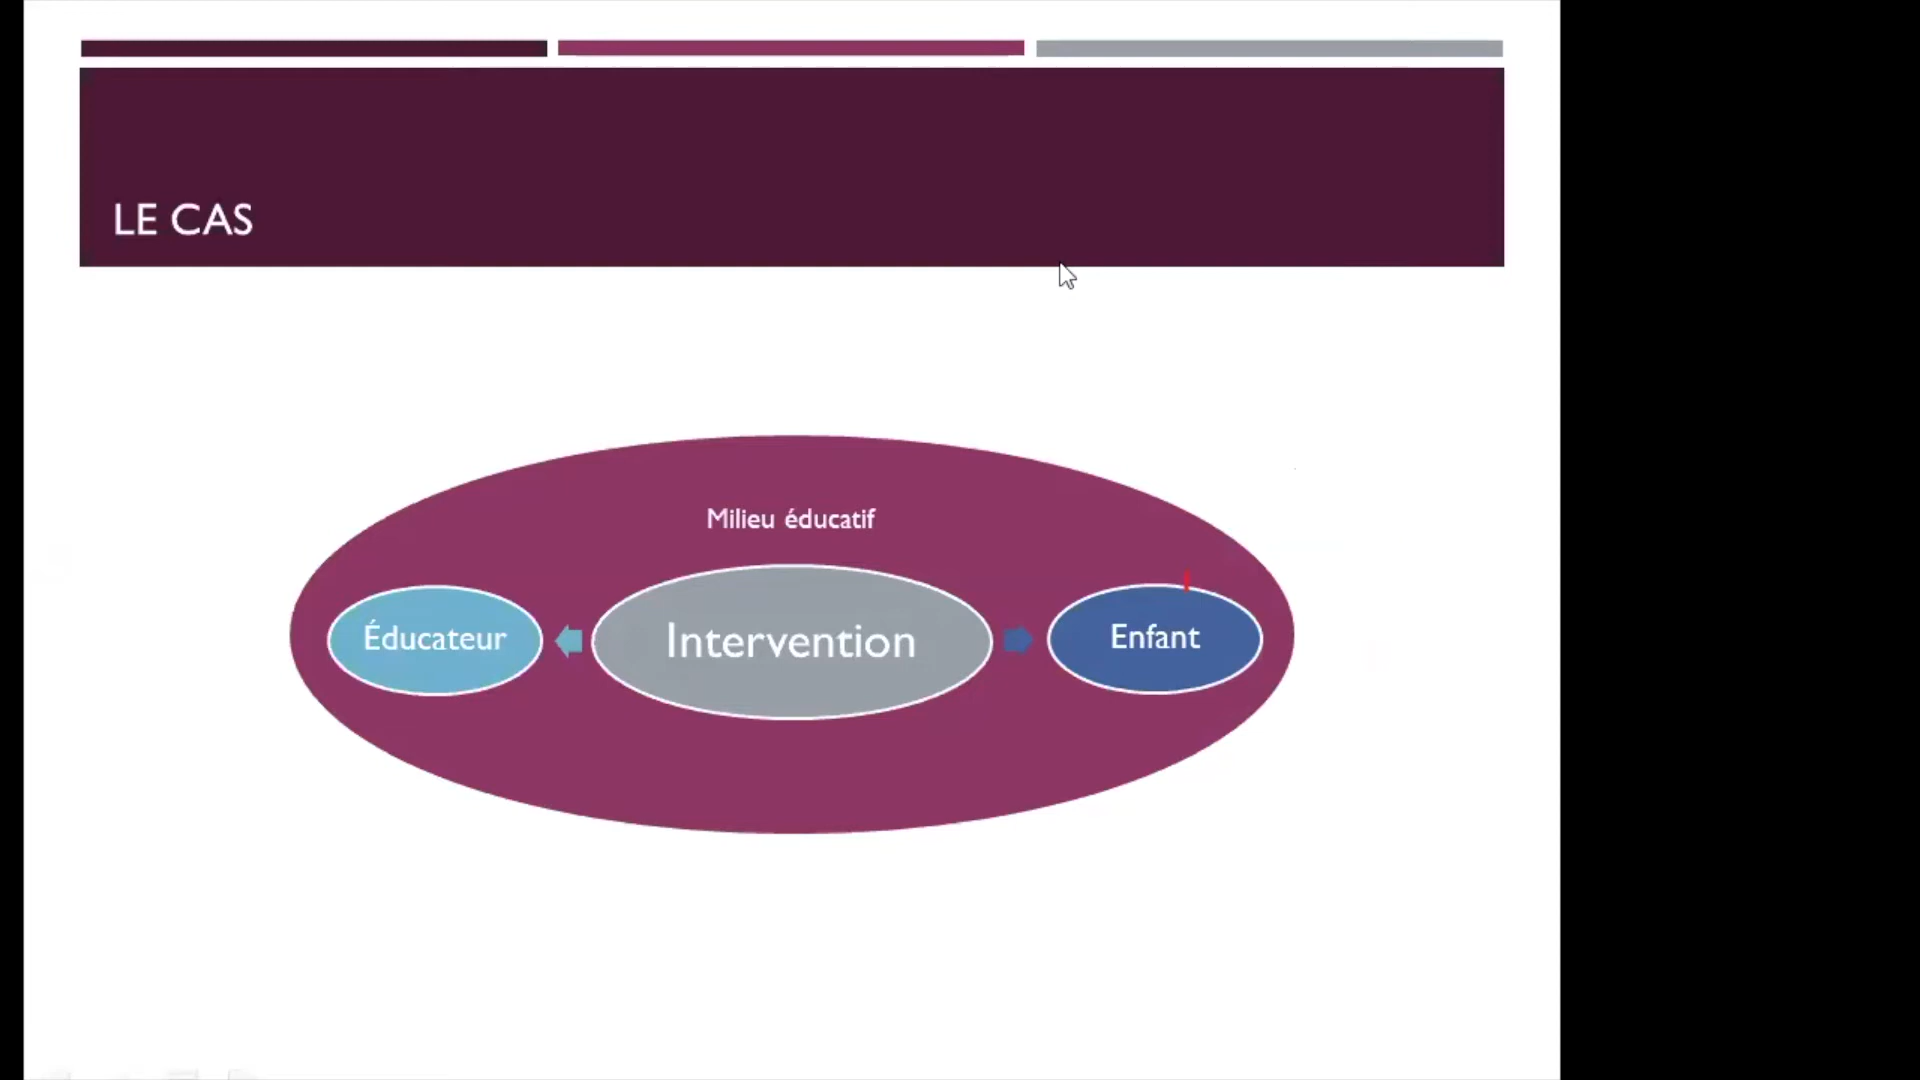 LE CAS
Milieu éducatif
Éducateur
Intervention
Enfant